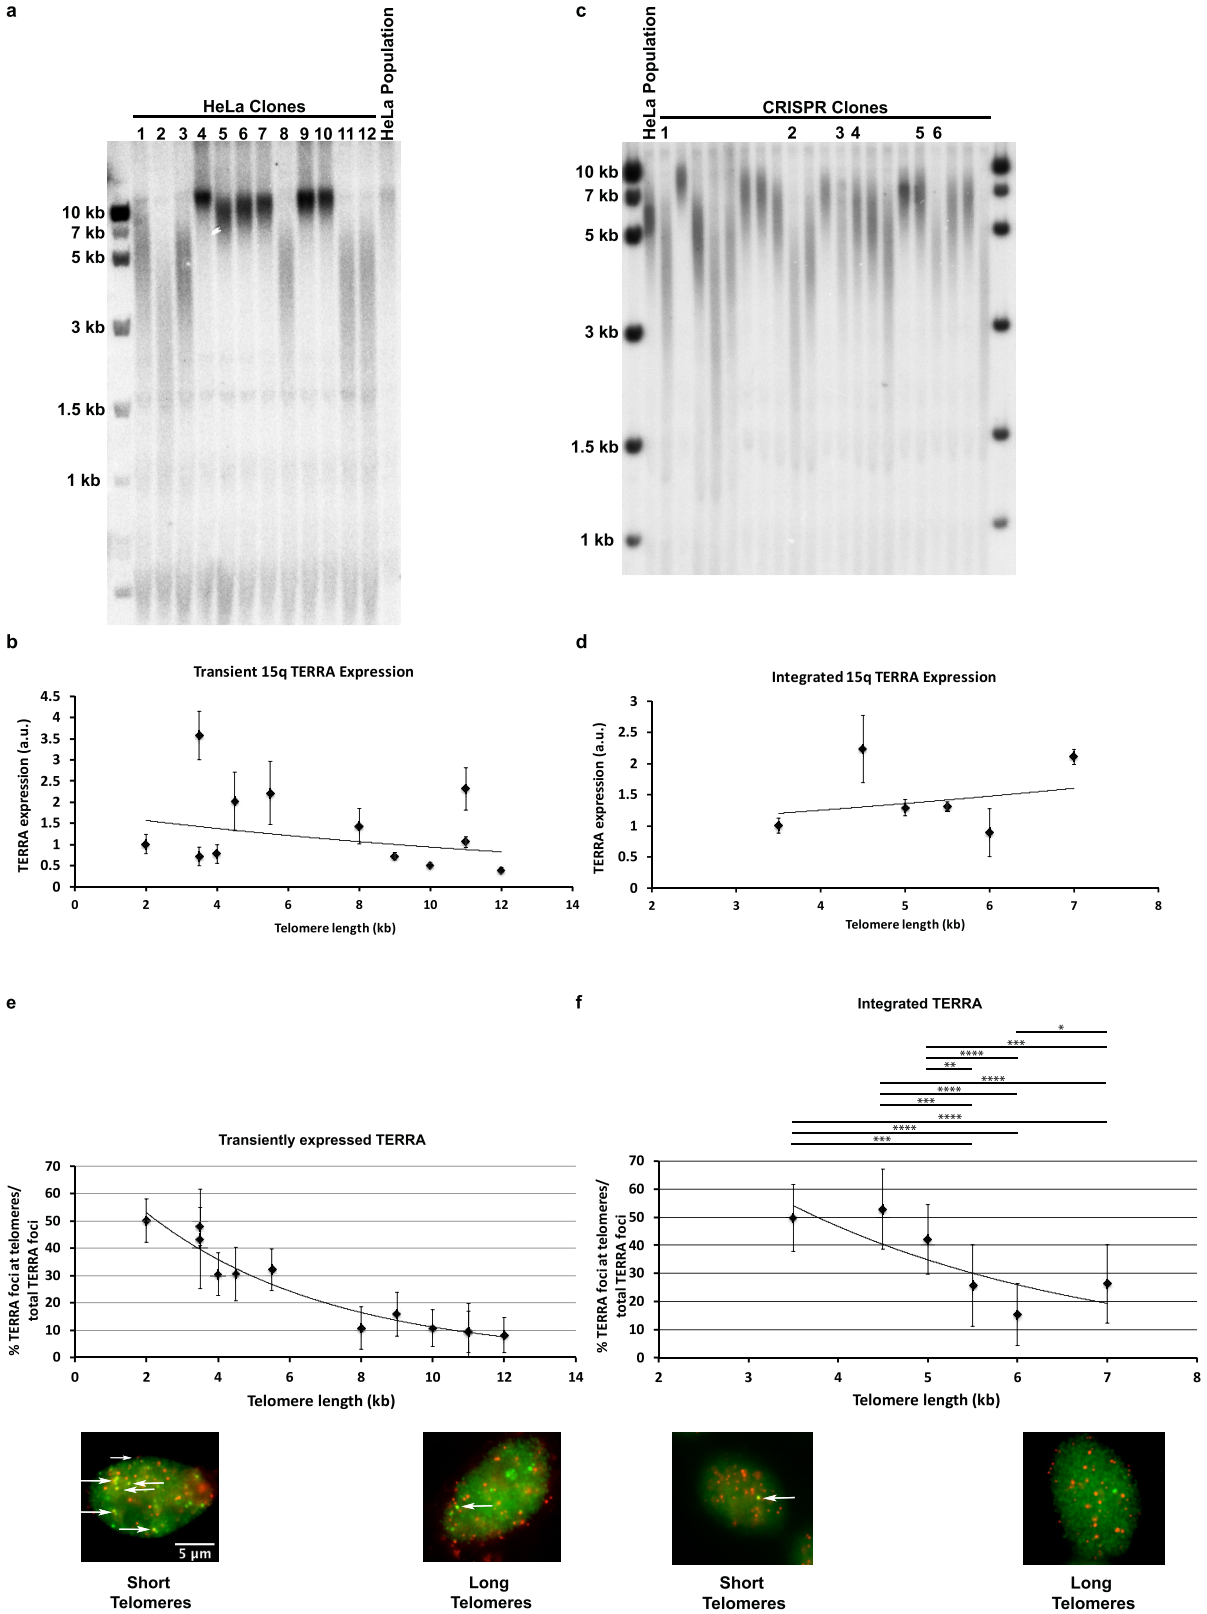 a
HeLa Clones
HeLa Population
1 2 3 4 5 6 7 8 9 10 11 12
10 kb
7 kb
5 kb
3 kb
1.5 kb
1 kb
c
HeLa Population
CRISPR Clones
1 2 3 4 5 6
10 kb
7 kb
5 kb
3 kb
1.5 kb
1 kb
b
Transient 15q TERRA Expression
TERRA expression (a.u.)
4.5
4
3.5
3
2.5
2
1.5
1
0.5
0
0 2 4 6 8 10 12 14
Telomere length (kb)
d
Integrated 15q TERRA Expression
TERRA expression (a.u.)
3
2.5
2
1.5
1
0.5
0
2 3 4 5 6 7 8
Telomere length (kb)
e
Transiently expressed TERRA
% TERRA foci at telomeres/
total TERRA foci
70
60
50
40
30
20
10
0
0 2 4 6 8 10 12 14
Telomere length (kb)
5 µm
Short
Telomeres
Long
Telomeres
f
Integrated TERRA
*
***
****
**
****
****
***
****
****
***
% TERRA foci at telomeres/
total TERRA foci
70
60
50
40
30
20
10
0
2 3 4 5 6 7 8
Telomere length (kb)
Short
Telomeres
Long
Telomeres